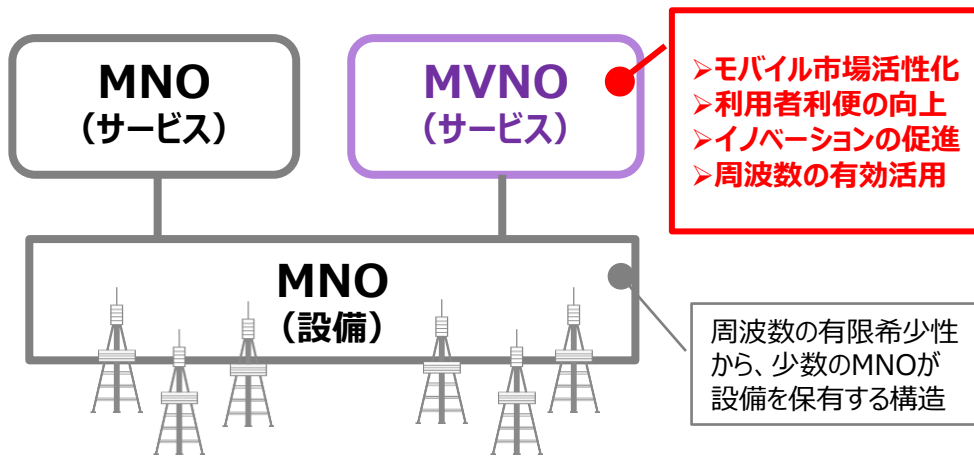 MNO
（サービス）
MVNO
（サービス）
➢モバイル市場活性化
➢利用者利便の向上
➢イノベーションの促進
➢周波数の有効活用
MNO
（設備）
周波数の有限希少性
から、少数のMNOが
設備を保有する構造